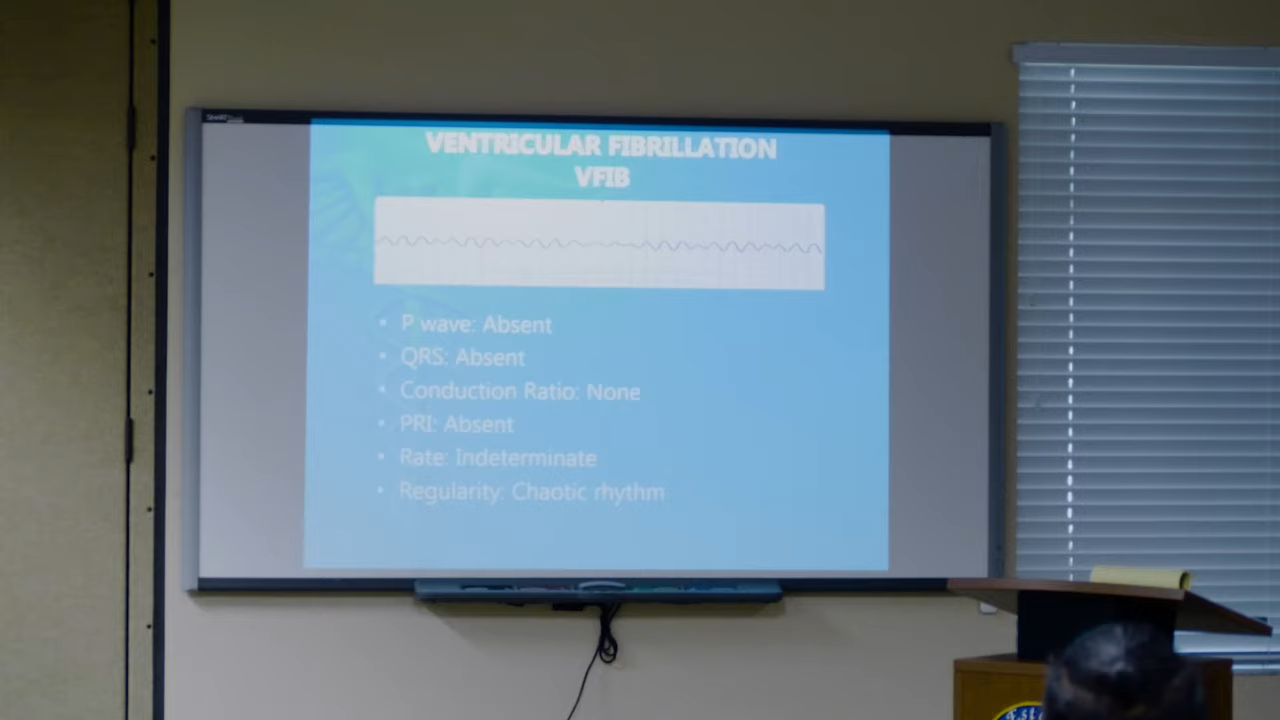 VENTRICULAR FIBRILLATION
VFIB
• P wave: Absent
• QRS: Absent
• Conduction Ratio: None
• PRI: Absent
• Rate: Indeterminate
• Regularity: Chaotic rhythm